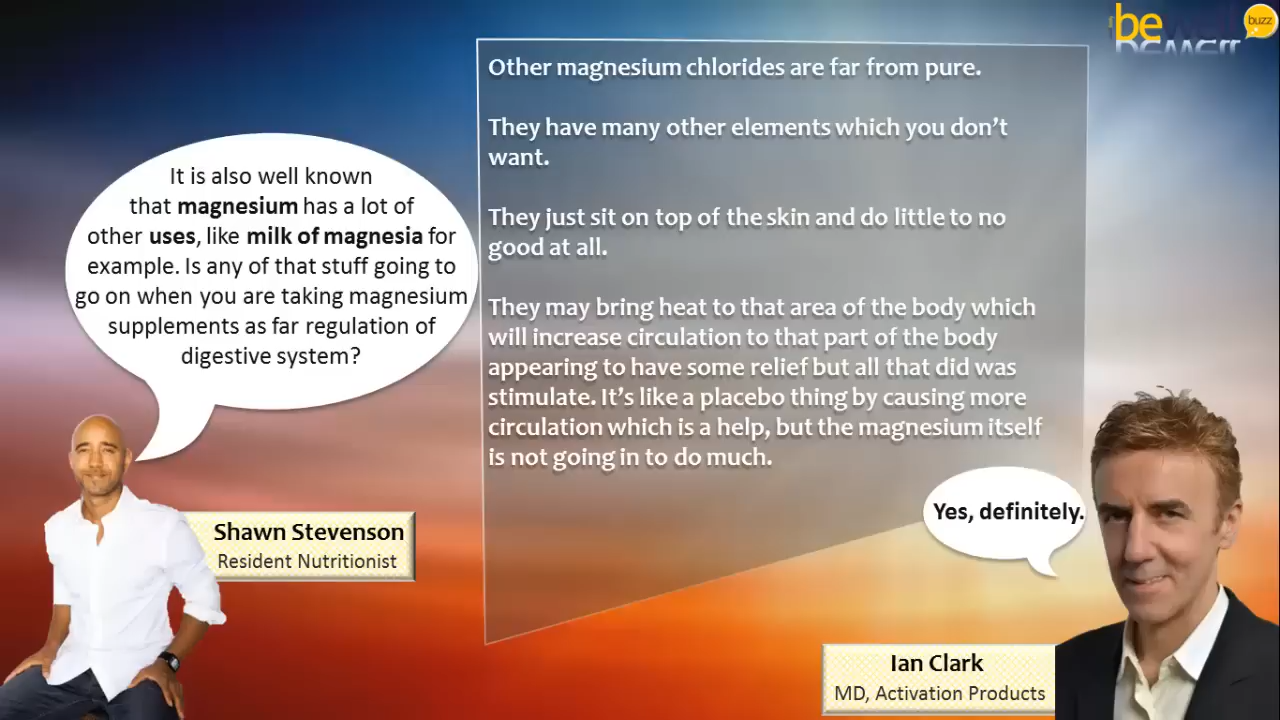 be well
buzz
Other magnesium chlorides are far from pure.
They have many other elements which you don't
want.
They just sit on top of the skin and do little to no
good at all.
They may bring heat to that area of the body which
will increase circulation to that part of the body
appearing to have some relief but all that did was
stimulate. It's like a placebo thing by causing more
circulation which is a help, but the magnesium itself
is not going in to do much.
It is also well known
that magnesium has a lot of
other uses, like milk of magnesia for
example. Is any of that stuff going to
go on when you are taking magnesium
supplements as far regulation of
digestive system?
Yes, definitely.
Shawn Stevenson
Resident Nutritionist
Ian Clark
MD, Activation Products